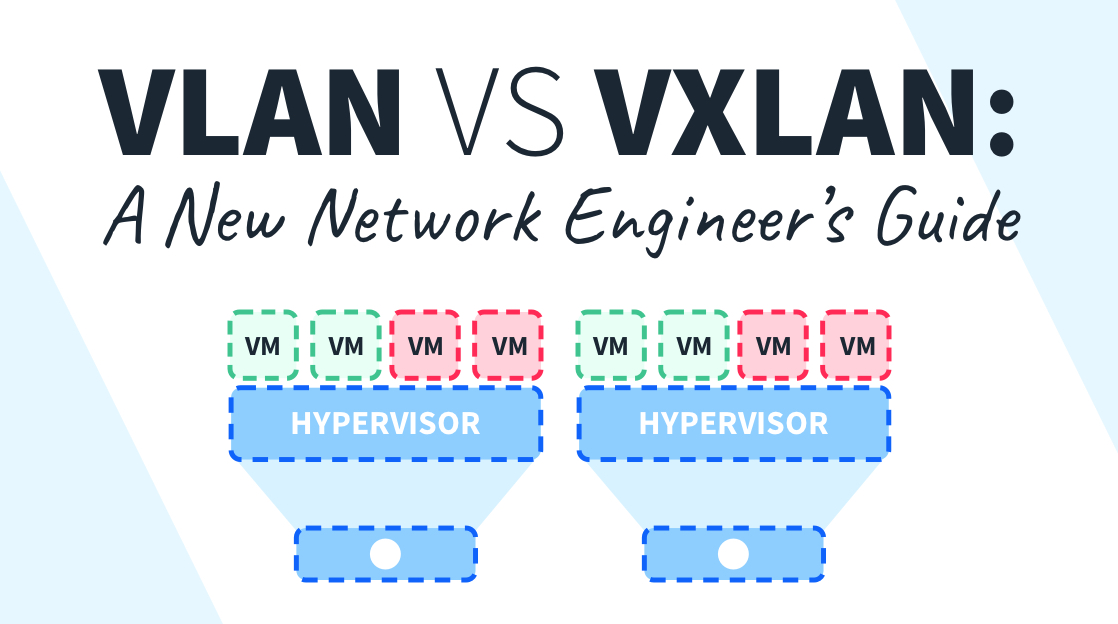 VLAN VS VXLAN:
A New Network Engineer’s Guide
VM VM VM VM VM VM VM VM
HYPERVISOR HYPERVISOR